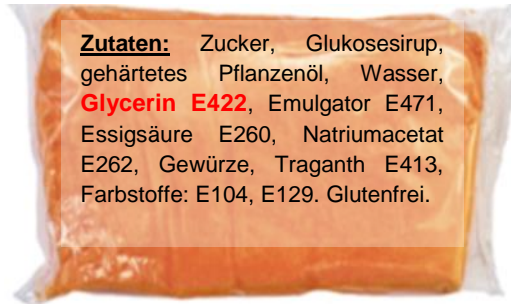 Zutaten: Zucker, Glukosesirup,
gehärtetes Pflanzenöl, Wasser,
Glycerin E422, Emulgator E471,
Essigsäure E260, Natriumacetat
E262, Gewürze, Traganth E413,
Farbstoffe: E104, E129. Glutenfrei.